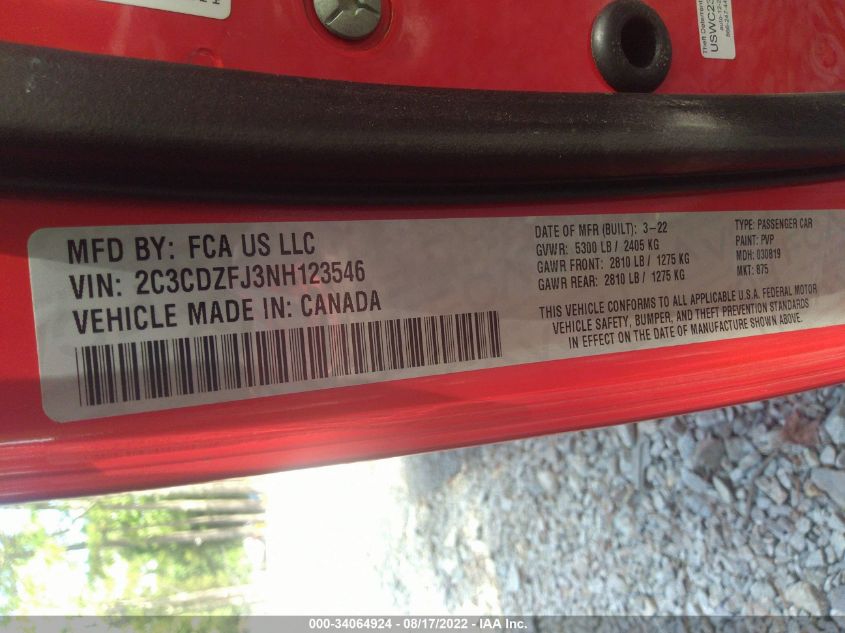 Theft Deterrent
USWC23
MFD BY: FCA US LLC
VIN: 2C3CDZFJ3NH123546
VEHICLE MADE IN: CANADA
DATE OF MFR (BUILT): 3-22
GVWR: 5300 LB / 2405 KG
GAWR FRONT: 2810 LB / 1275 KG
GAWR REAR: 2810 LB / 1275 KG
TYPE: PASSENGER CAR
PAINT: PVP
MDH: 030819
MKT: 875
THIS VEHICLE CONFORMS TO ALL APPLICABLE U.S.A. FEDERAL MOTOR
VEHICLE SAFETY, BUMPER, AND THEFT PREVENTION STANDARDS
IN EFFECT ON THE DATE OF MANUFACTURE SHOWN ABOVE.
000-34064924 - 08/17/2022 - IAA Inc.